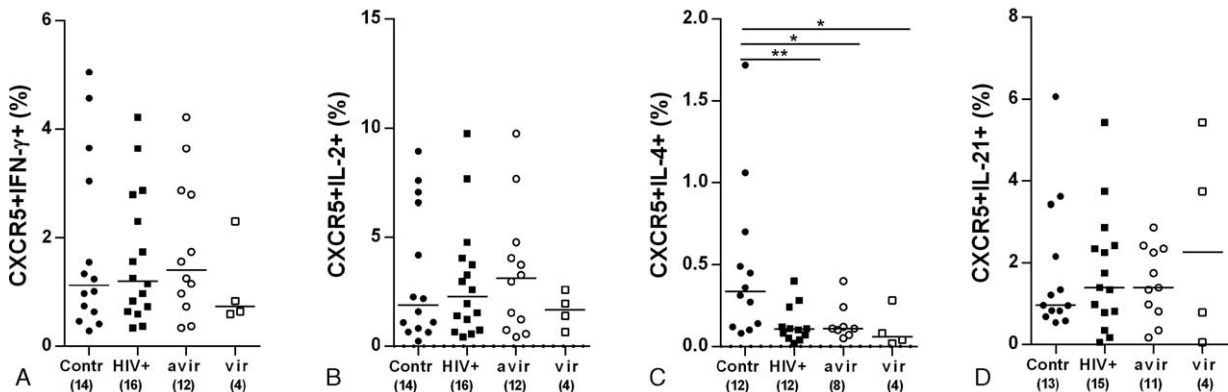 A
CXCR5+IFN-γ+ (%)
6
4
2
0
Contr HIV+ avir vir
(14) (16) (12) (4)
B
CXCR5+IL-2+ (%)
15
10
5
0
Contr HIV+ avir vir
(14) (16) (12) (4)
C
CXCR5+IL-4+ (%)
2.0
1.5
1.0
0.5
0.0
*
*
**
Contr HIV+ avir vir
(12) (12) (8) (4)
D
CXCR5+IL-21+ (%)
8
6
4
2
0
Contr HIV+ avir vir
(13) (15) (11) (4)